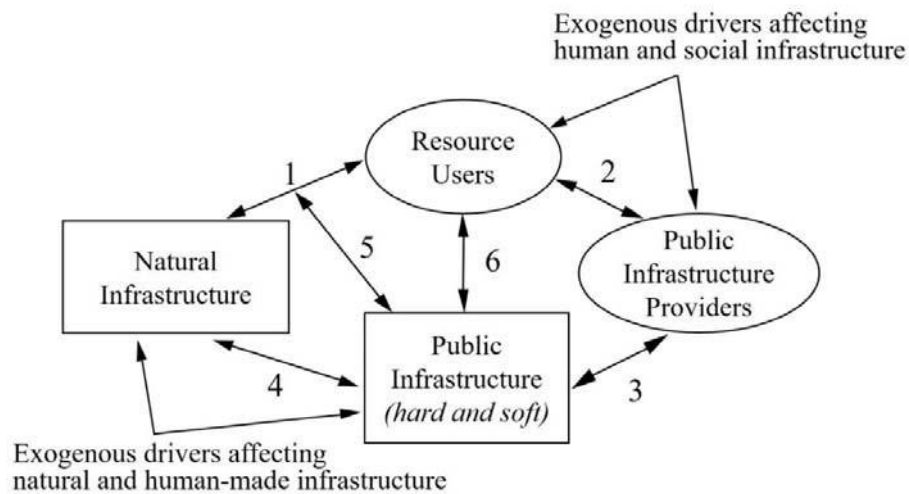 Exogenous drivers affecting
human and social infrastructure
Resource
Users
1
2
Natural
Infrastructure
5
6
Public
Infrastructure
Providers
Public
Infrastructure
(hard and soft)
4
3
Exogenous drivers affecting
natural and human-made infrastructure